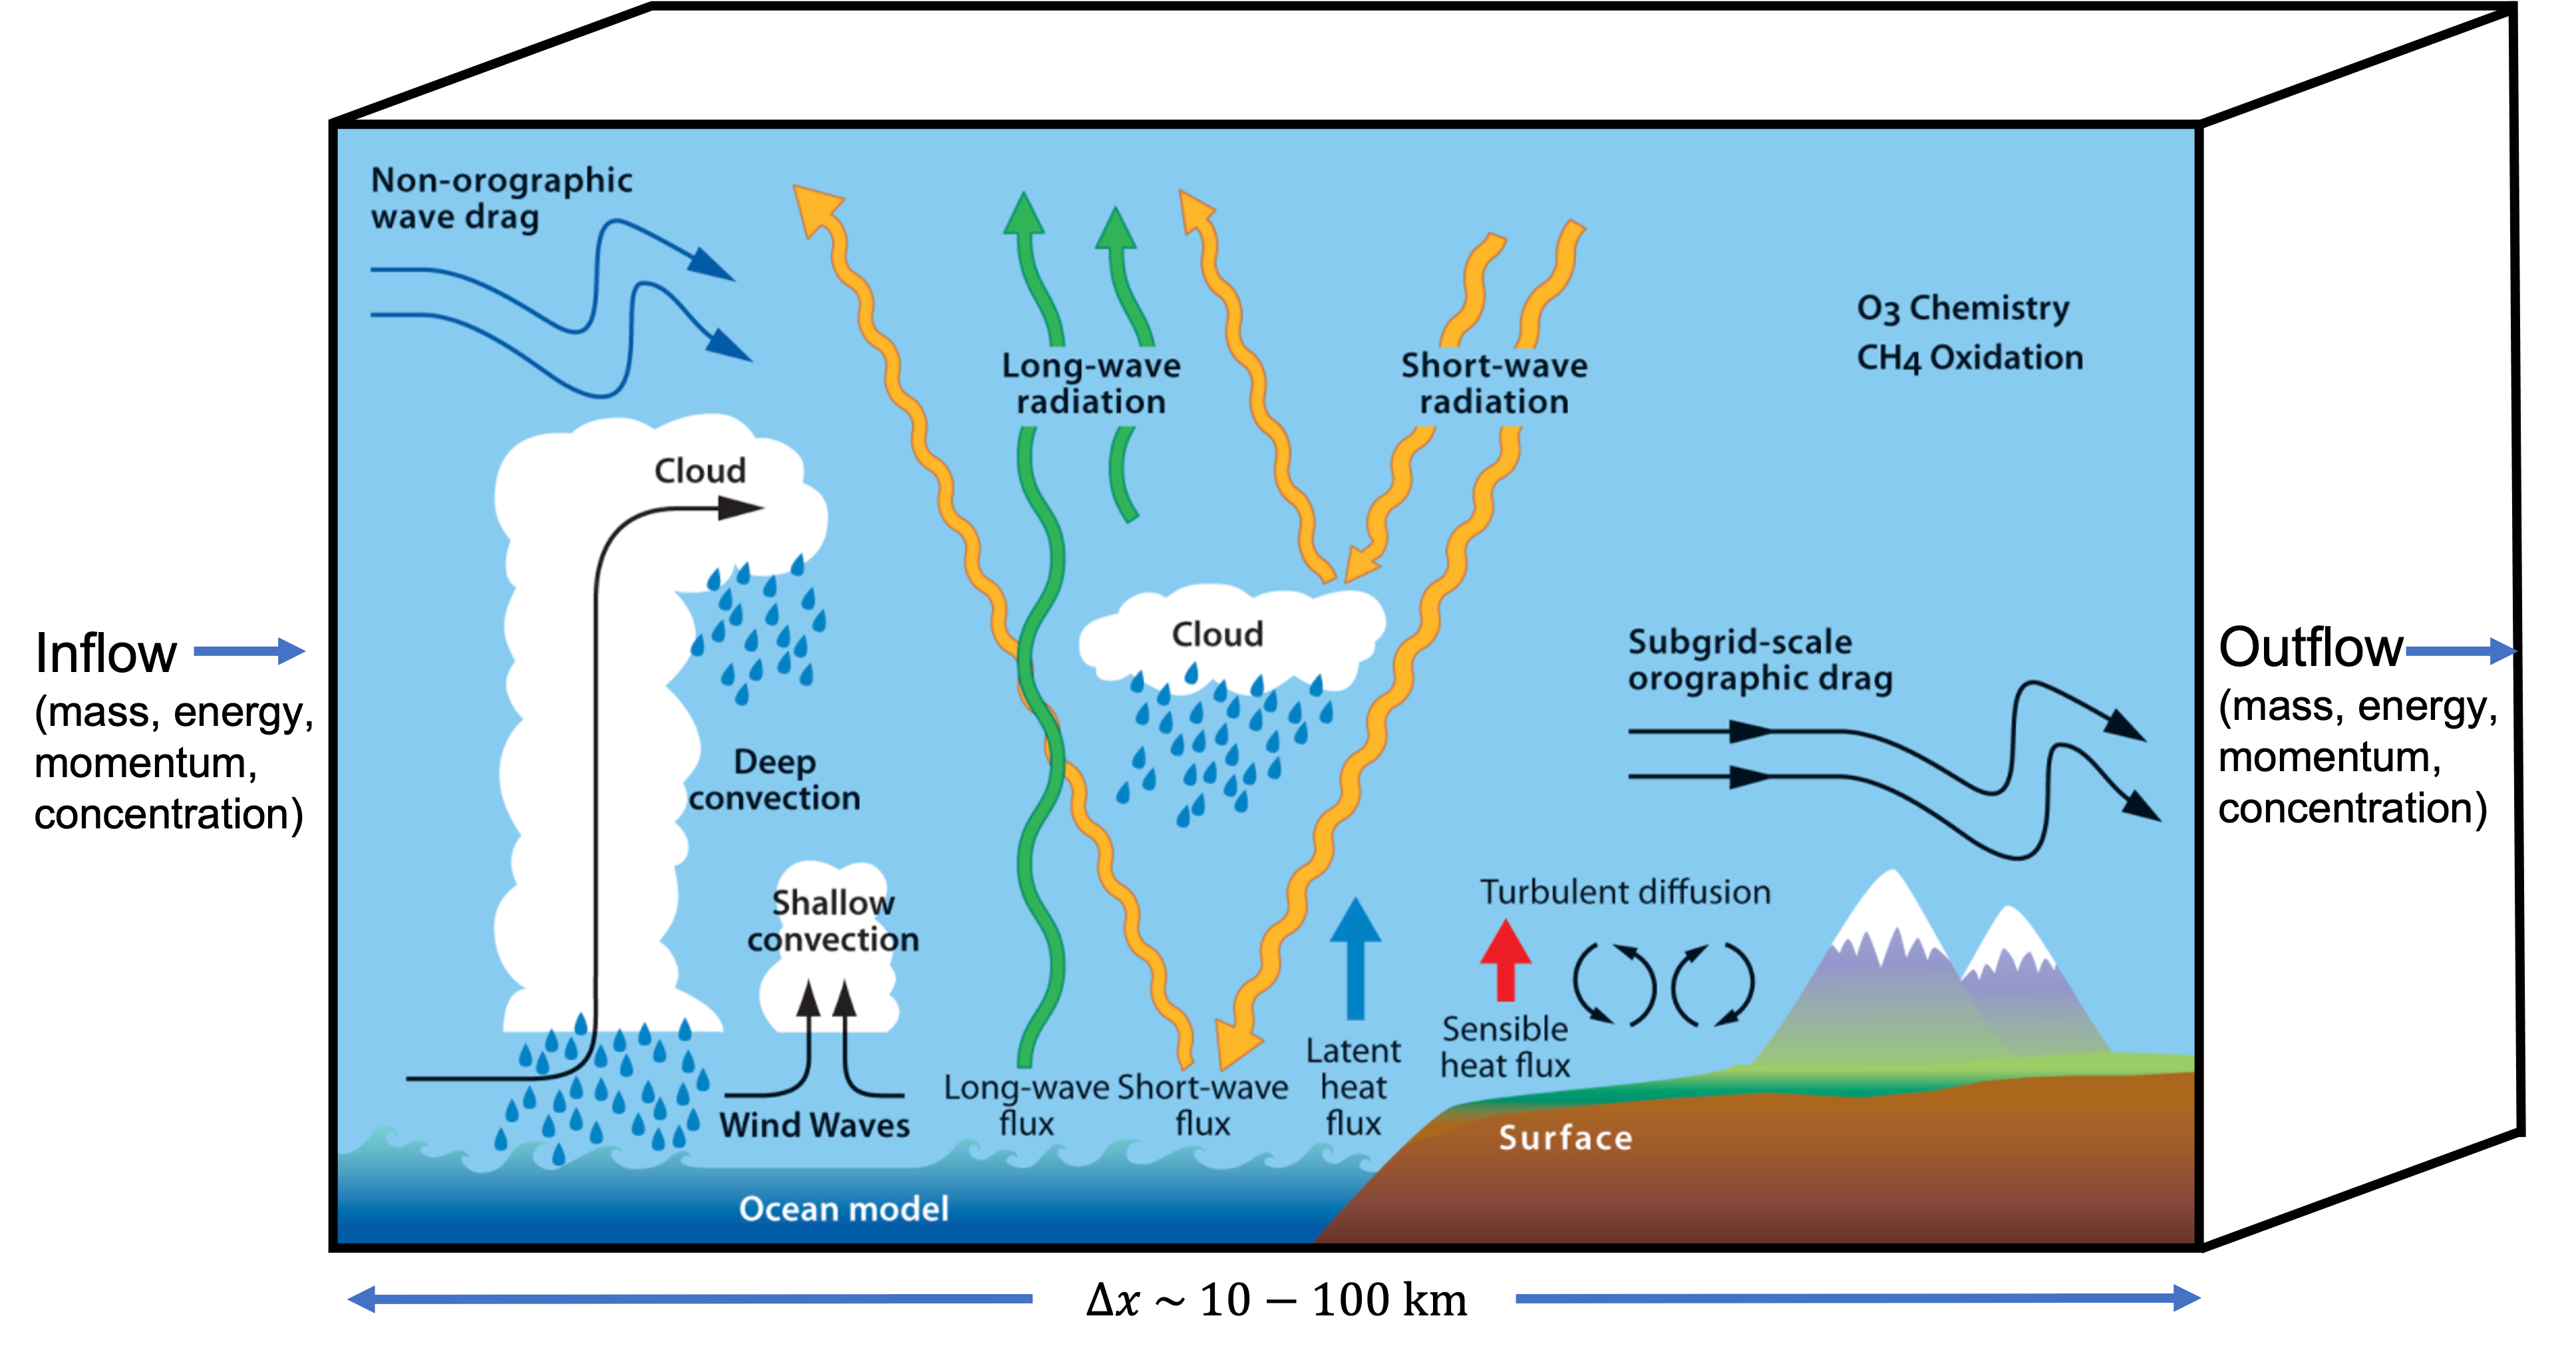 Non-orographic
wave drag
Long-wave
radiation
Short-wave
radiation
O3 Chemistry
CH4 Oxidation
Cloud
Cloud
Inflow
(mass, energy,
momentum,
concentration)
Deep
convection
Subgrid-scale
orographic drag
Outflow
(mass, energy,
momentum,
concentration)
Shallow
convection
Turbulent diffusion
Sensible
heat flux
Latent
heat
flux
Long-wave
flux
Short-wave
flux
Wind Waves
Surface
Ocean model
Δx ~ 10 − 100 km